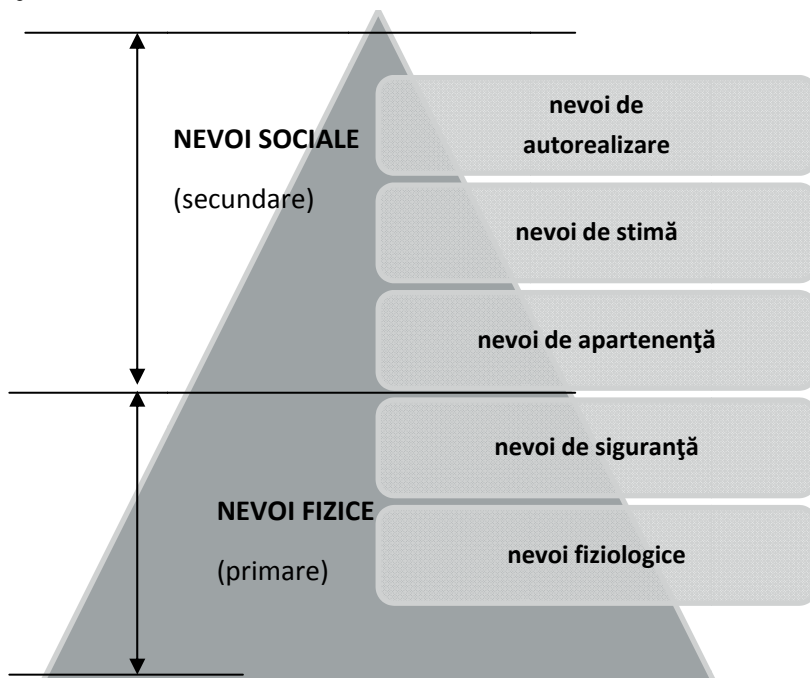 NEVOI SOCIALE
(secundare)
nevoi de
autorealizare
nevoi de stimă
nevoi de apartenenţă
NEVOI FIZICE
(primare)
nevoi de siguranţă
nevoi fiziologice